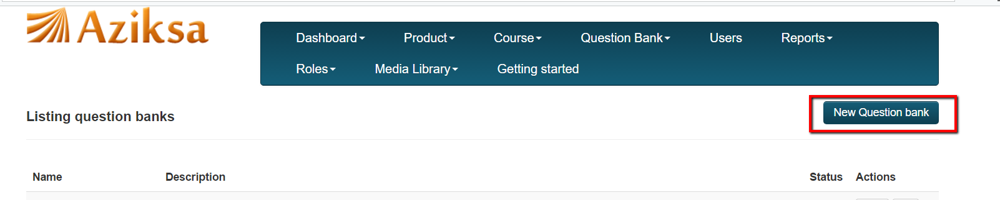 Aziksa
Dashboard Product Course Question Bank Users Reports
Roles Media Library Getting started
Listing question banks
New Question bank
Name Description Status Actions